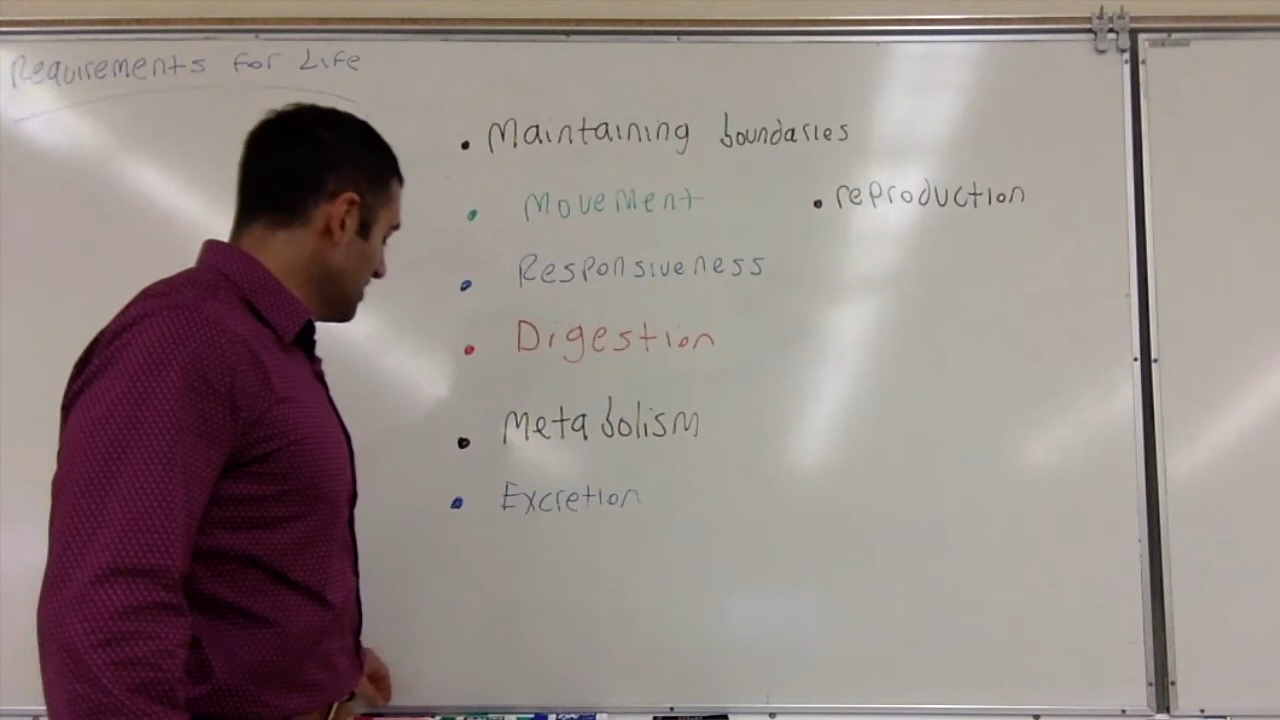 Requirements for Life
• Maintaining boundaries
• Movement
• reproduction
• Responsiveness
• Digestion
• Metabolism
• Excretion